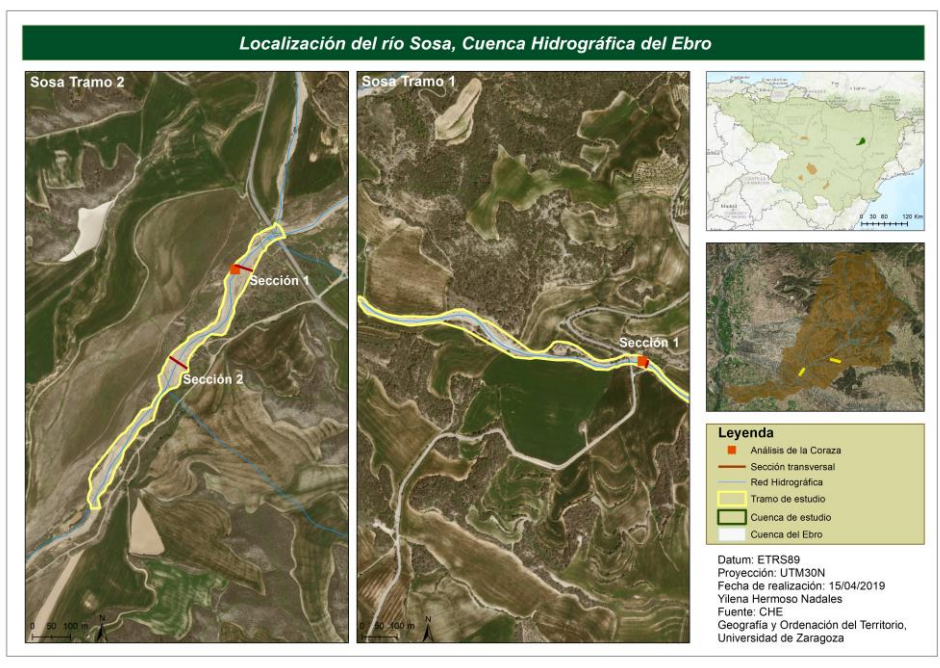 Localización del río Sosa, Cuenca Hidrográfica del Ebro
Sosa Tramo 2
Sección 1
Sección 2
0 50 100 m
N
Sosa Tramo 1
Sección 1
0 50 100 m
N
Madrid
0 30 60 120 Km
Leyenda
Análisis de la Coraza
Sección transversal
Red Hidrográfica
Tramo de estudio
Cuenca de estudio
Cuenca del Ebro
Datum: ETRS89
Proyección: UTM30N
Fecha de realización: 15/04/2019
Yilena Hermoso Nadales
Fuente: CHE
Geografía y Ordenación del Territorio,
Universidad de Zaragoza